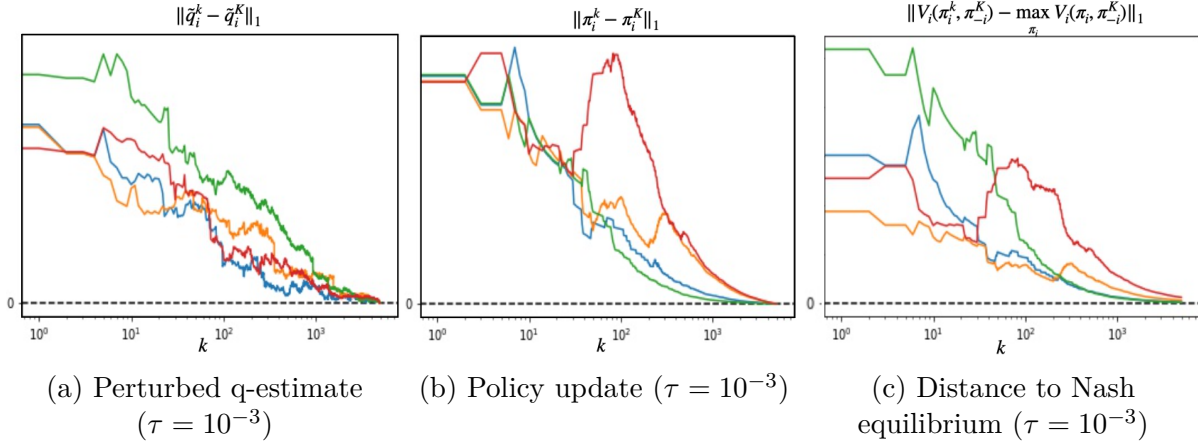 ‖q̃ᵢᵏ − q̃ᵢᴷ‖₁
0
10⁰ 10¹ 10² 10³
k
(a) Perturbed q-estimate
(τ = 10⁻³)
‖πᵢᵏ − πᵢᴷ‖₁
0
10⁰ 10¹ 10² 10³
k
(b) Policy update (τ = 10⁻³)
‖Vᵢ(πᵢᵏ, π₋ᵢᴷ) − max Vᵢ(πᵢ, π₋ᵢᴷ)‖₁
πᵢ
0
10⁰ 10¹ 10² 10³
k
(c) Distance to Nash
equilibrium (τ = 10⁻³)